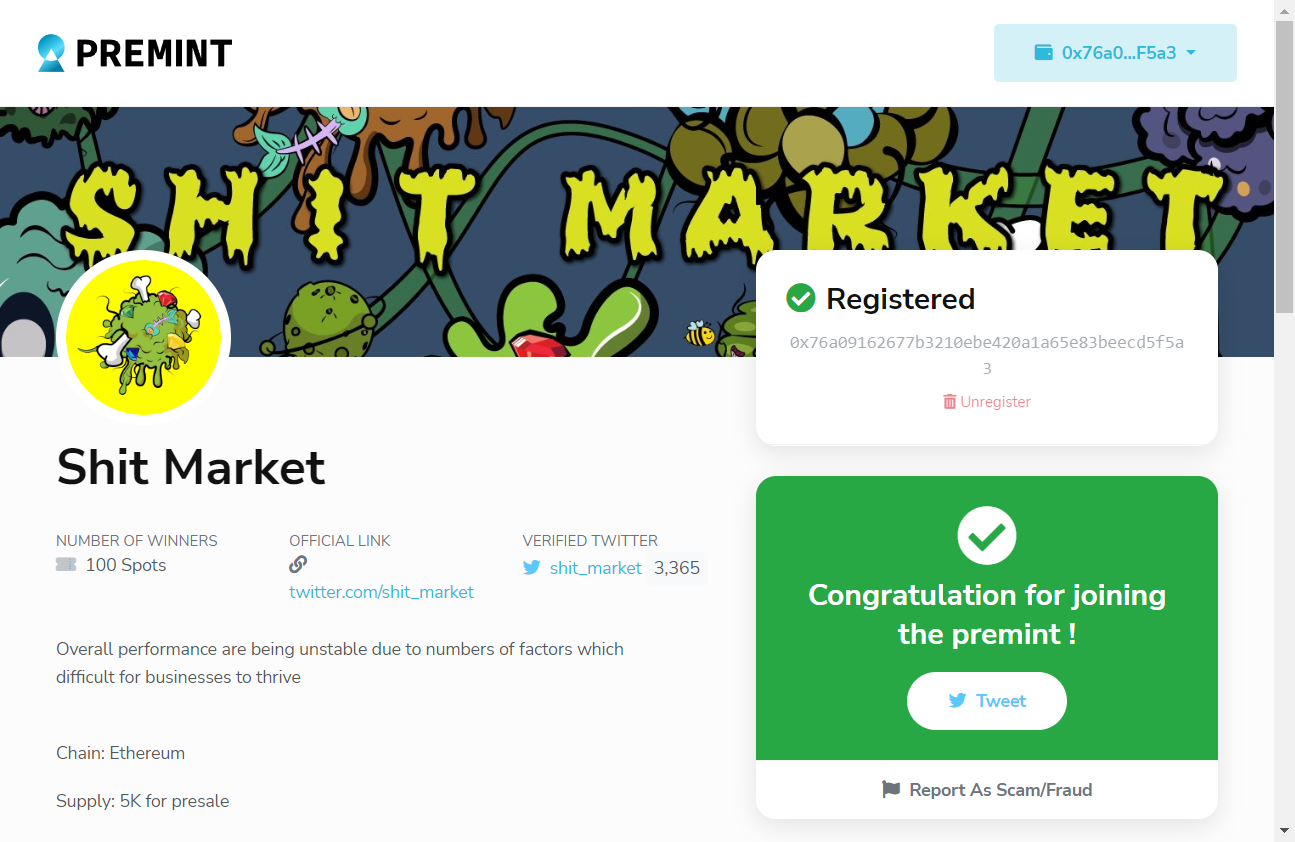 PREMINT
0x76a0...F5a3
SHIT MARKET
Registered
0x76a09162677b3210ebe420a1a65e83beecd5f5a
3
Unregister
Shit Market
NUMBER OF WINNERS
100 Spots
OFFICIAL LINK
twitter.com/shit_market
VERIFIED TWITTER
shit_market 3,365
Overall performance are being unstable due to numbers of factors which
difficult for businesses to thrive
Chain: Ethereum
Supply: 5K for presale
Congratulation for joining
the premint !
Tweet
Report As Scam/Fraud